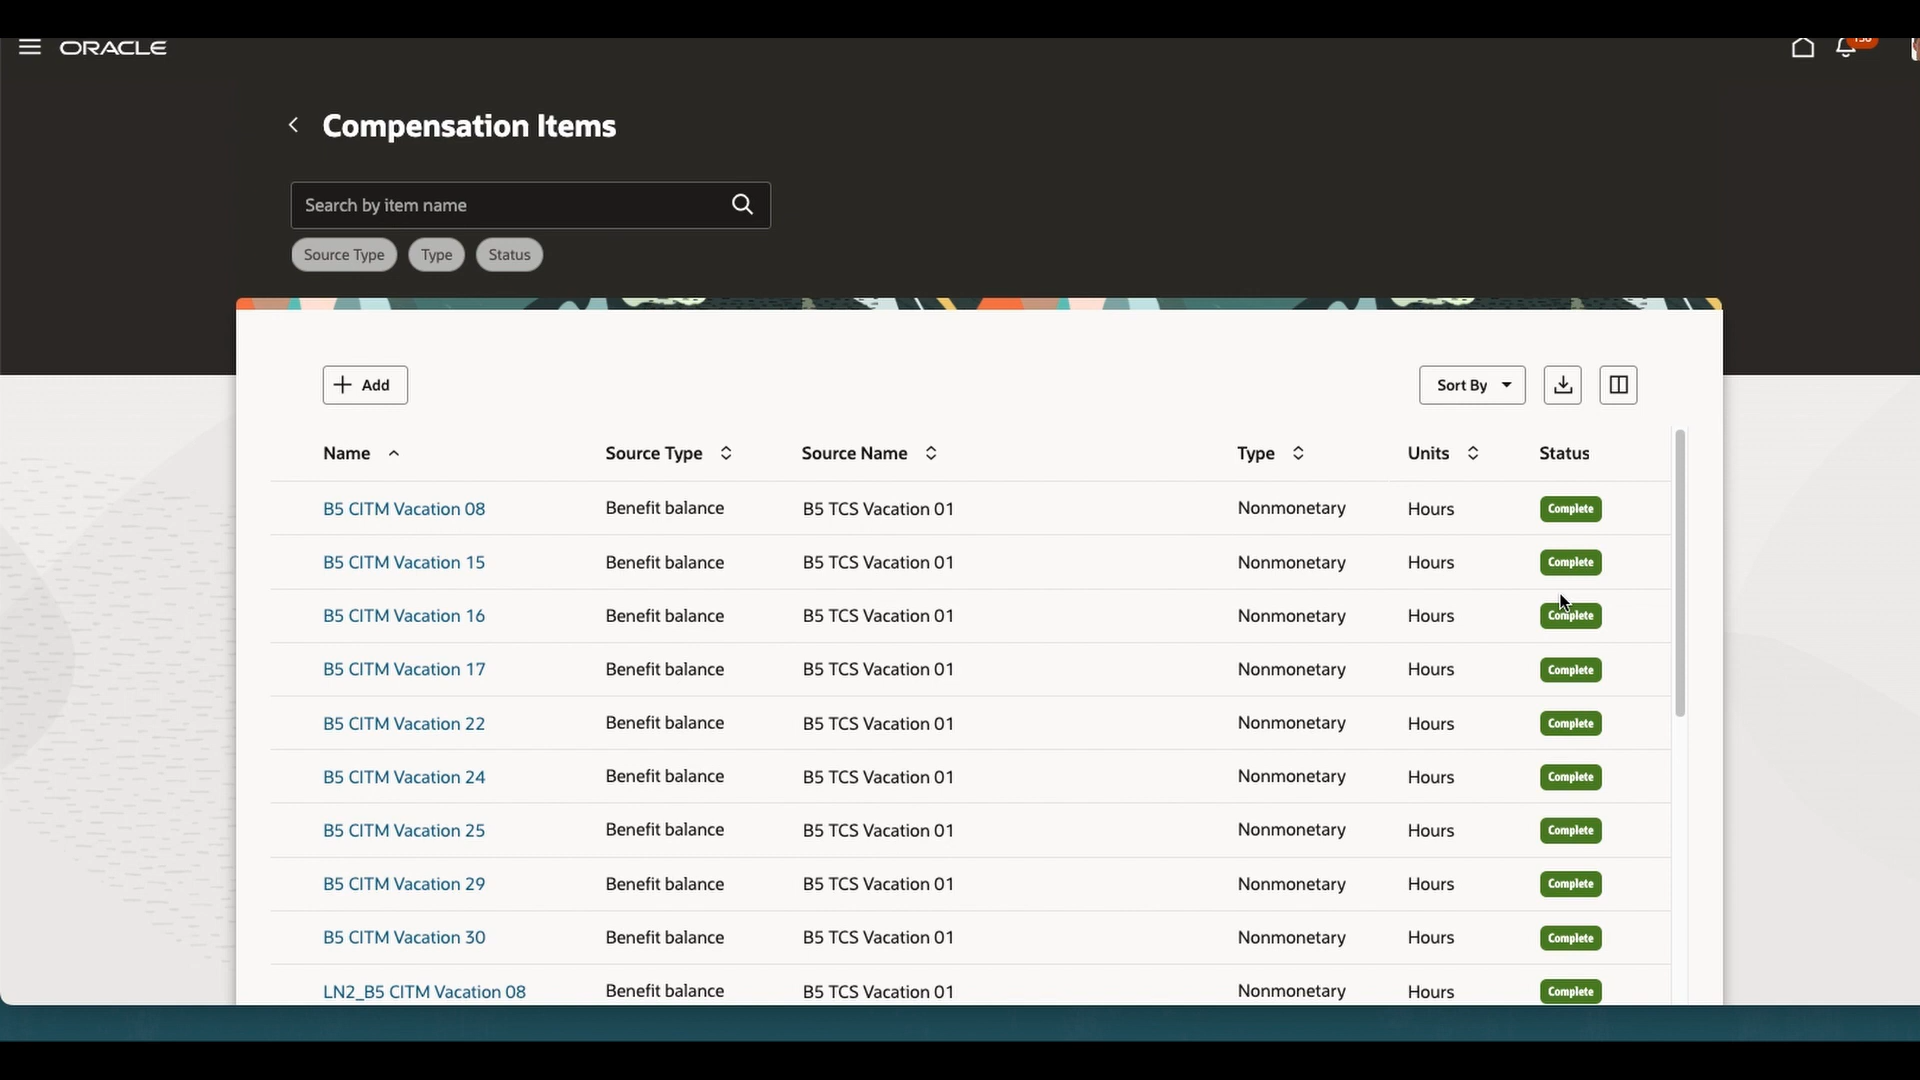 ORACLE
Compensation Items
Search by item name
Source Type Type Status
Add Sort By
Name Source Type Source Name Type Units Status
B5 CITM Vacation 08 Benefit balance B5 TCS Vacation 01 Nonmonetary Hours Complete
B5 CITM Vacation 15 Benefit balance B5 TCS Vacation 01 Nonmonetary Hours Complete
B5 CITM Vacation 16 Benefit balance B5 TCS Vacation 01 Nonmonetary Hours Complete
B5 CITM Vacation 17 Benefit balance B5 TCS Vacation 01 Nonmonetary Hours Complete
B5 CITM Vacation 22 Benefit balance B5 TCS Vacation 01 Nonmonetary Hours Complete
B5 CITM Vacation 24 Benefit balance B5 TCS Vacation 01 Nonmonetary Hours Complete
B5 CITM Vacation 25 Benefit balance B5 TCS Vacation 01 Nonmonetary Hours Complete
B5 CITM Vacation 29 Benefit balance B5 TCS Vacation 01 Nonmonetary Hours Complete
B5 CITM Vacation 30 Benefit balance B5 TCS Vacation 01 Nonmonetary Hours Complete
LN2_B5 CITM Vacation 08 Benefit balance B5 TCS Vacation 01 Nonmonetary Hours Complete